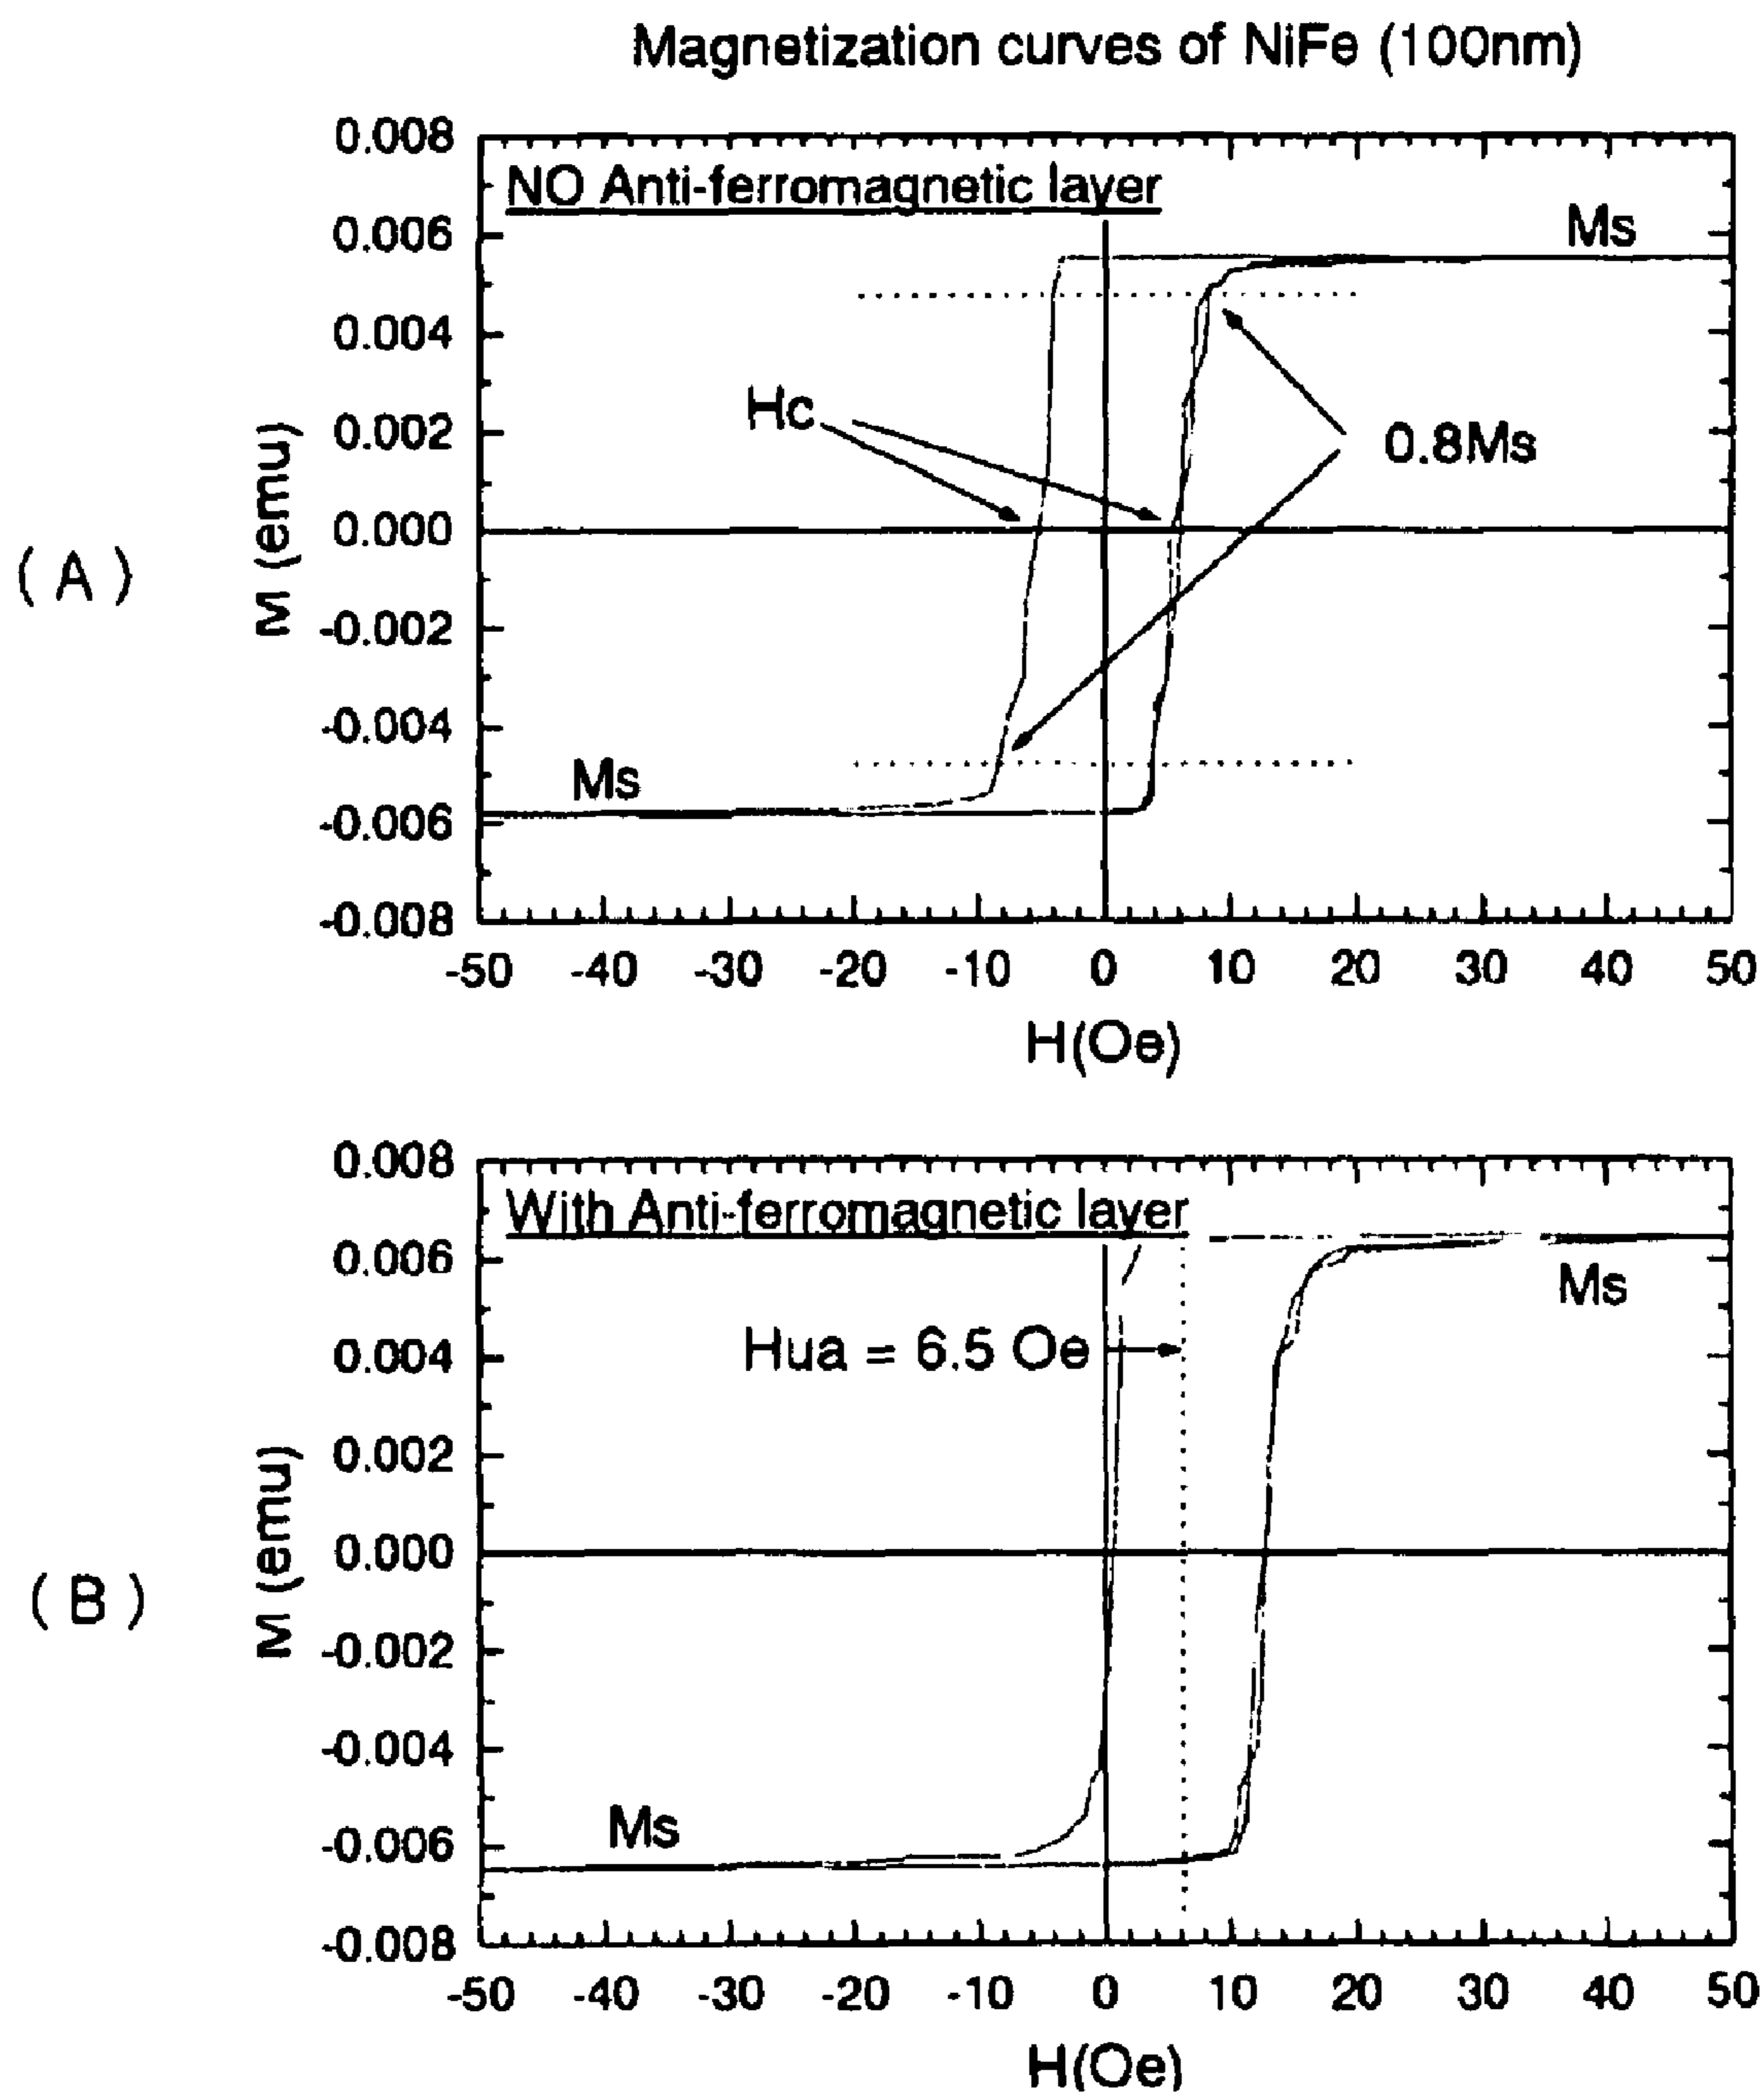 Magnetization curves of NiFe (100nm)
NO Anti-ferromagnetic layer
0.008
0.006
0.004
0.002
0.000
-0.002
-0.004
-0.006
-0.008
M (emu)
(A)
Ms
Hc
0.8Ms
Ms
-50 -40 -30 -20 -10 0 10 20 30 40 50
H(Oe)
With Anti-ferromagnetic layer
0.008
0.006
0.004
0.002
0.000
-0.002
-0.004
-0.006
-0.008
M (emu)
(B)
Ms
Hua = 6.5 Oe
Ms
-50 -40 -30 -20 -10 0 10 20 30 40 50
H(Oe)